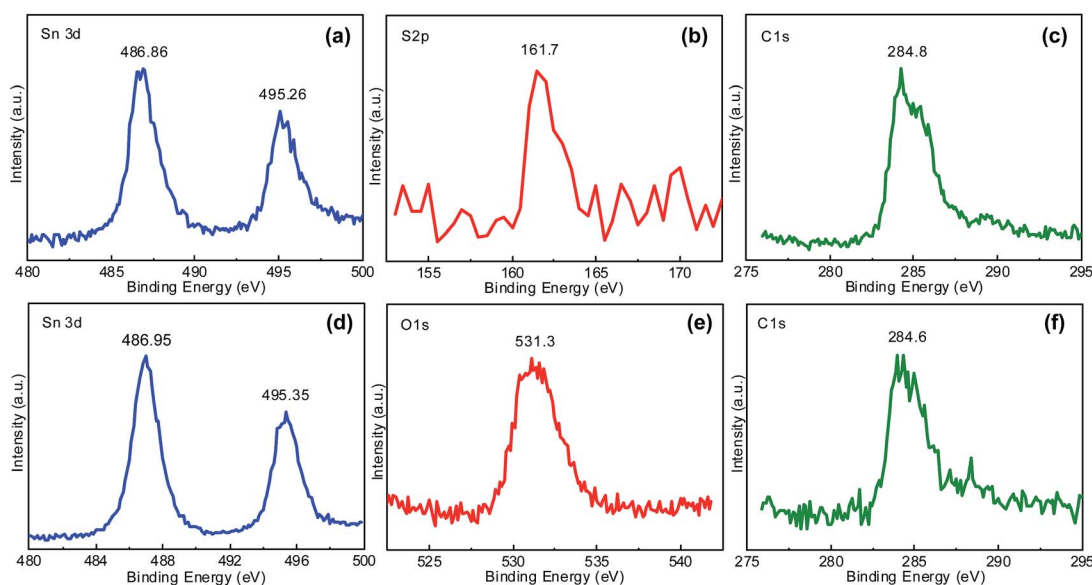 Sn 3d
(a)
486.86
495.26
Intensity (a.u.)
480 485 490 495 500
Binding Energy (eV)
S2p
(b)
161.7
Intensity (a.u.)
155 160 165 170
Binding Energy (eV)
C1s
(c)
284.8
Intensity (a.u.)
275 280 285 290 295
Binding Energy (eV)
Sn 3d
(d)
486.95
495.35
Intensity (a.u.)
480 484 488 492 496 500
Binding Energy (eV)
O1s
(e)
531.3
Intensity (a.u.)
525 530 535 540
Binding Energy (eV)
C1s
(f)
284.6
Intensity (a.u.)
275 280 285 290 295
Binding Energy (eV)